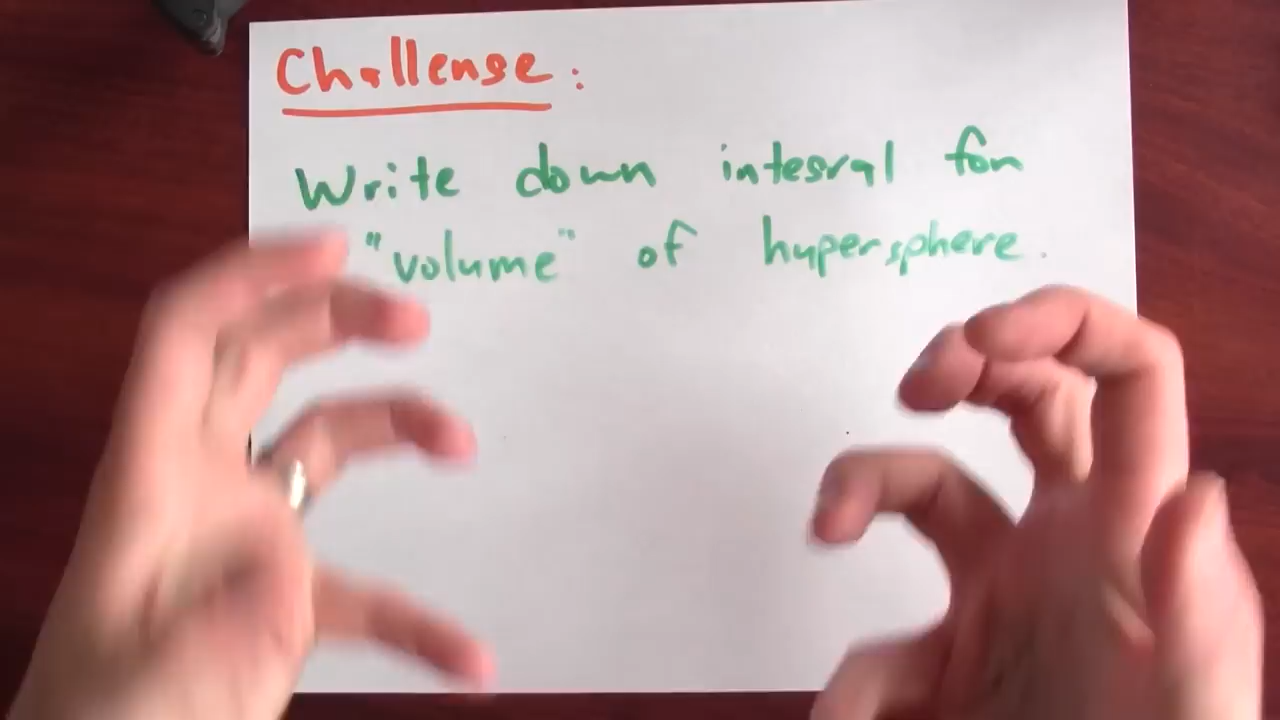 Challenge:
Write down integral for
"volume" of hypersphere.